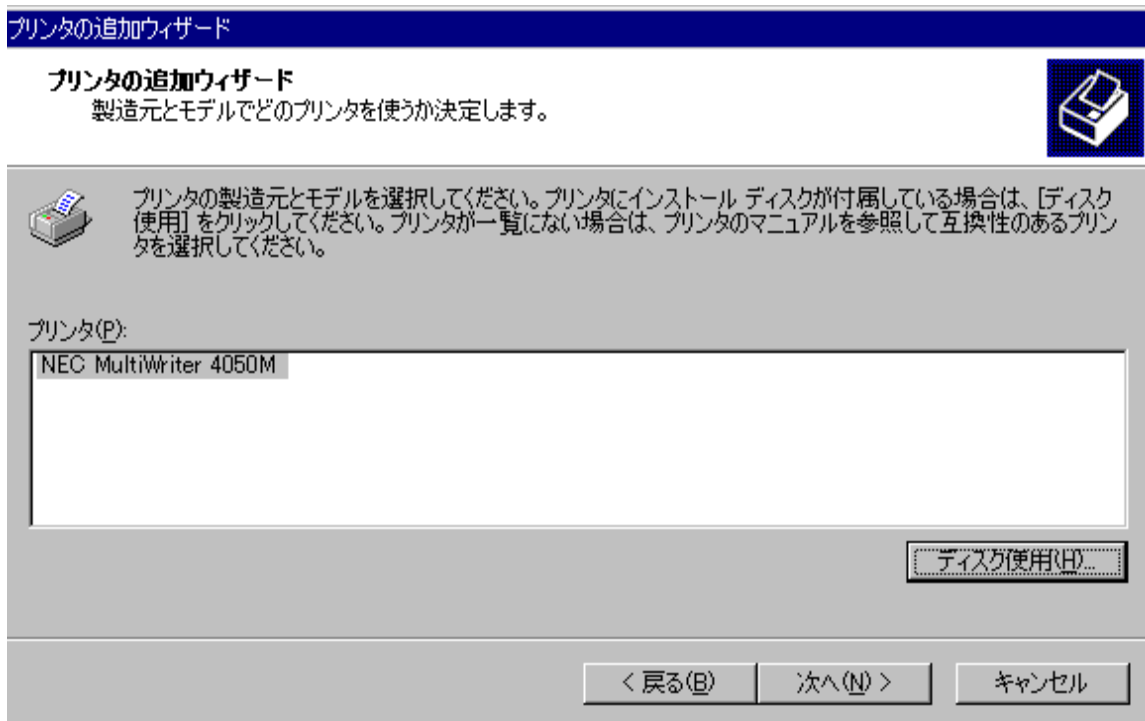 プリンタの追加ウィザード
プリンタの追加ウィザード
製造元とモデルでどのプリンタを使うか決定します。
プリンタの製造元とモデルを選択してください。プリンタにインストール ディスクが付属している場合は、[ディスク
使用] をクリックしてください。プリンタが一覧にない場合は、プリンタのマニュアルを参照して互換性のあるプリン
タを選択してください。
プリンタ(P):
NEC MultiWriter 4050M
ディスク使用(H)...
< 戻る(B)
次へ(N) >
キャンセル